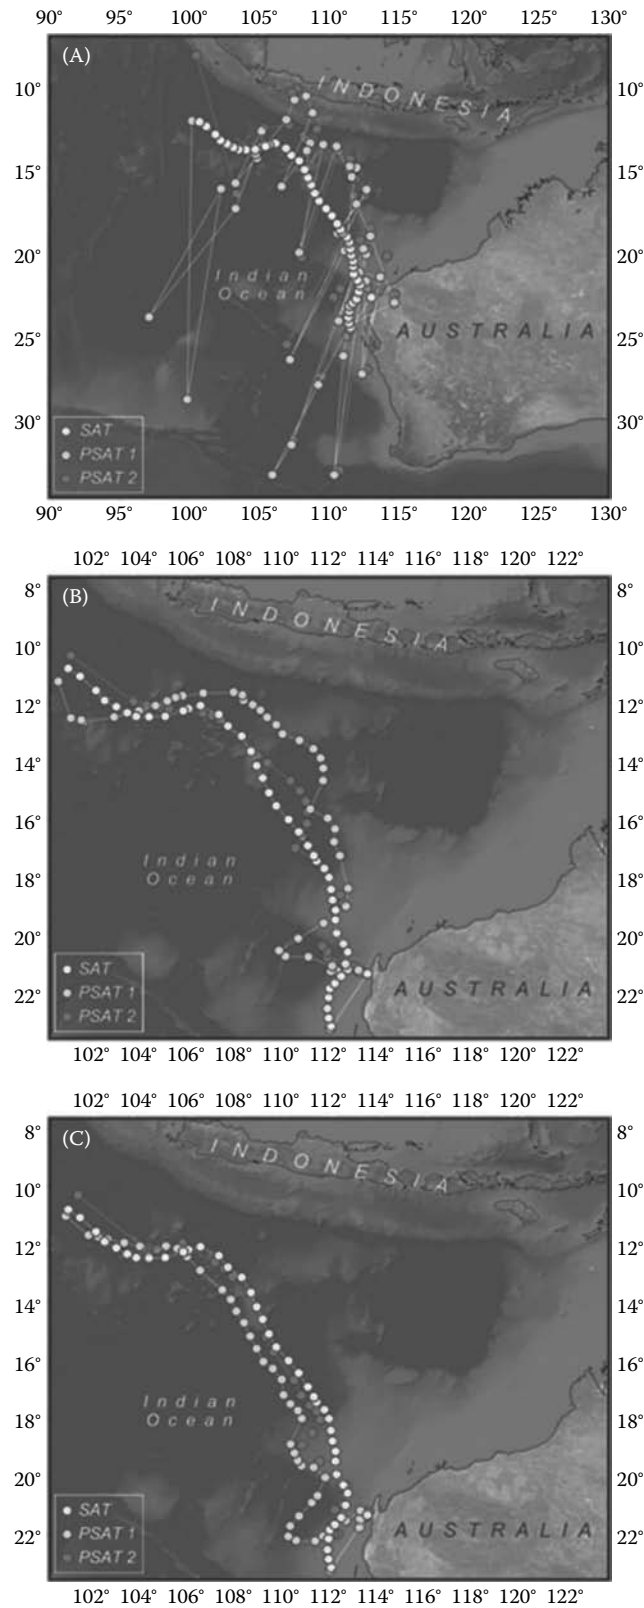 90° 95° 100° 105° 110° 115° 120° 125° 130°
(A)
INDONESIA
10° 10°
15° 15°
20° 20°
Indian
Ocean
25° AUSTRALIA 25°
30° 30°
SAT
PSAT 1
PSAT 2
90° 95° 100° 105° 110° 115° 120° 125° 130°
102° 104° 106° 108° 110° 112° 114° 116° 118° 120° 122°
8° 8°
(B)
INDONESIA
10° 10°
12° 12°
14° 14°
16° 16°
Indian
Ocean
18° 18°
20° 20°
SAT
22° PSAT 1 AUSTRALIA 22°
PSAT 2
102° 104° 106° 108° 110° 112° 114° 116° 118° 120° 122°
102° 104° 106° 108° 110° 112° 114° 116° 118° 120° 122°
8° 8°
(C)
INDONESIA
10° 10°
12° 12°
14° 14°
16° 16°
Indian
Ocean
18° 18°
20° 20°
SAT
22° PSAT 1 AUSTRALIA 22°
PSAT 2
102° 104° 106° 108° 110° 112° 114° 116° 118° 120° 122°